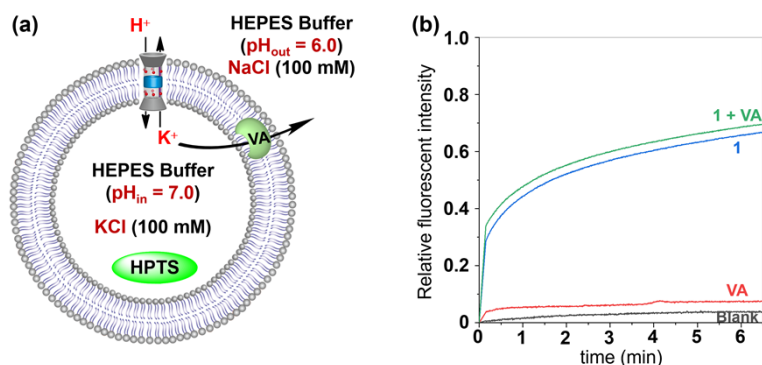 (a)
H⁺
HEPES Buffer
(pHout = 6.0)
NaCl (100 mM)
K⁺
VA
HEPES Buffer
(pHin = 7.0)
KCl (100 mM)
HPTS
(b)
Relative fluorescent intensity
1.0
0.8
0.6
0.4
0.2
0
1 + VA
1
VA
Blank
0 1 2 3 4 5 6
time (min)